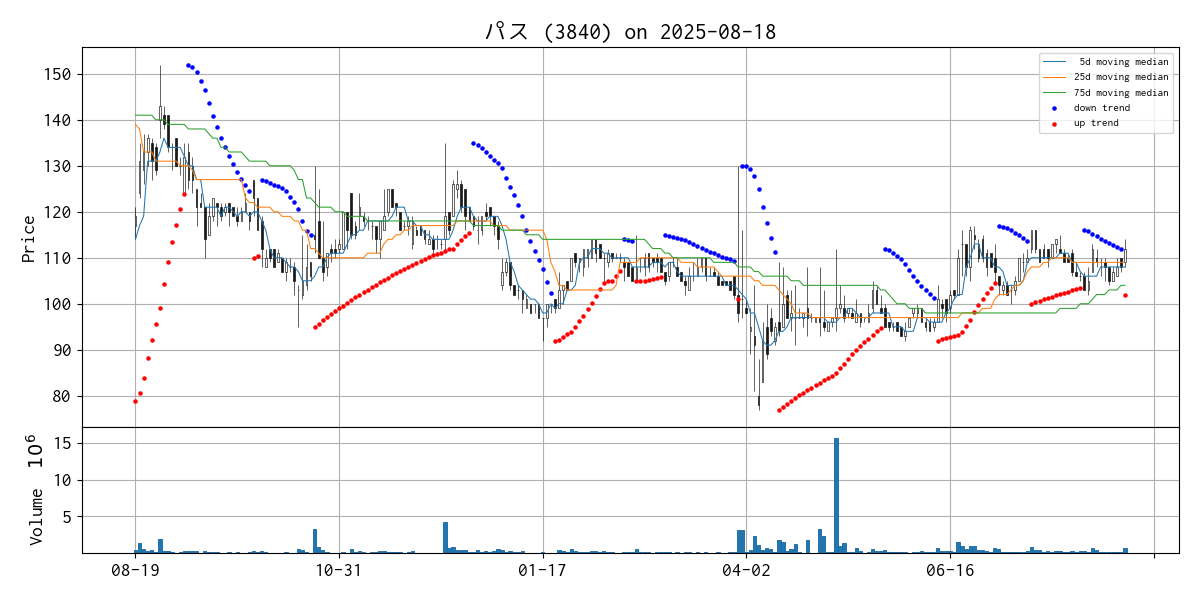 パス (3840) on 2025-08-18
5d moving median
25d moving median
75d moving median
down trend
up trend
Price
150
140
130
120
110
100
90
80
Volume 10^6
15
10
5
08-19
10-31
01-17
04-02
06-16